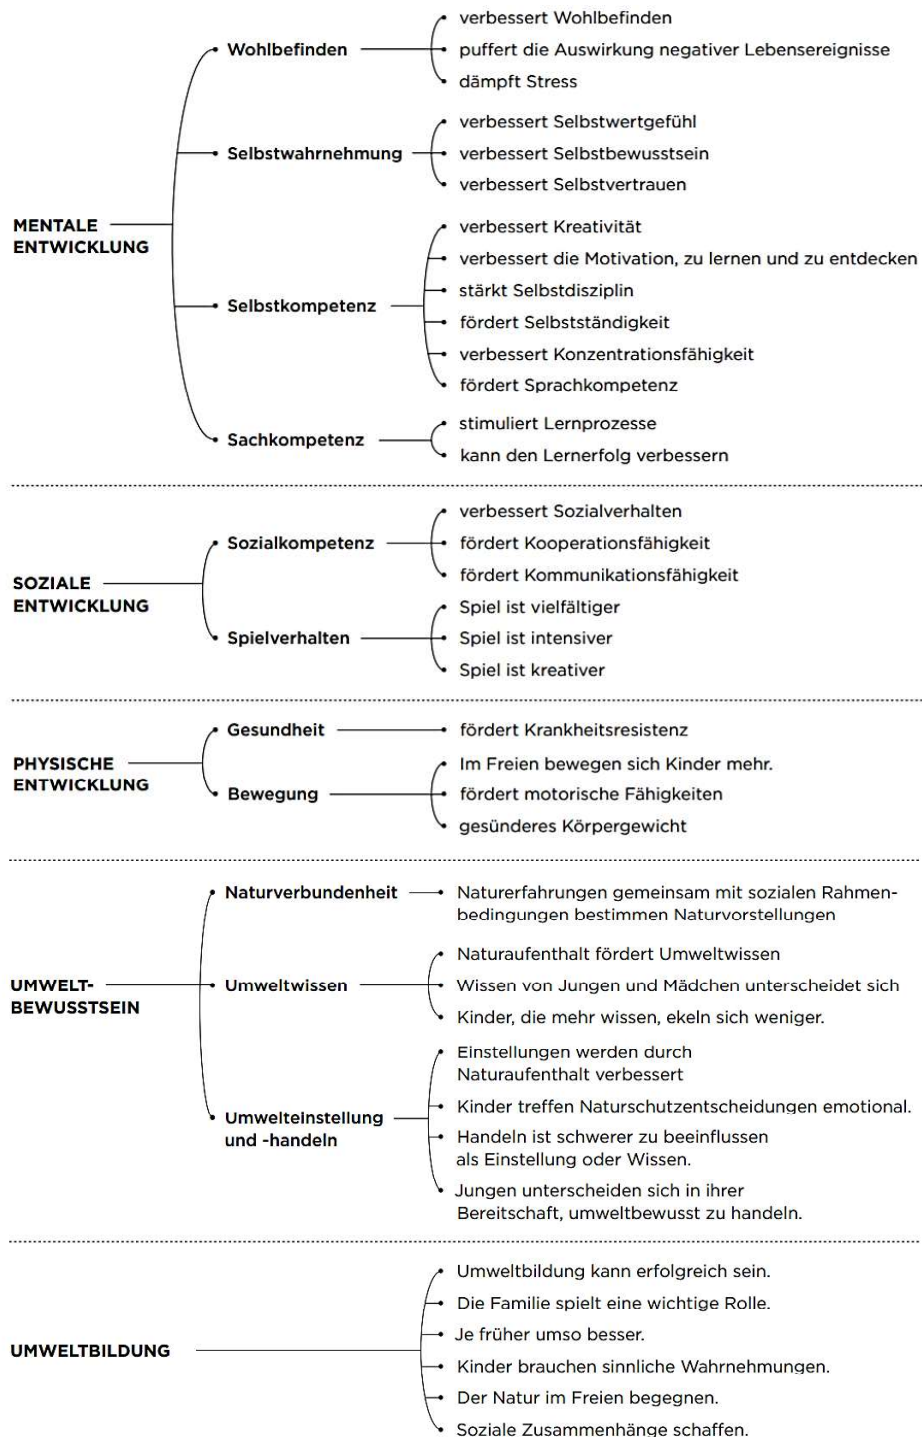 verbessert Wohlbefinden
Wohlbefinden
puffert die Auswirkung negativer Lebensereignisse
dämpft Stress
verbessert Selbstwertgefühl
Selbstwahrnehmung
verbessert Selbstbewusstsein
verbessert Selbstvertrauen
MENTALE
ENTWICKLUNG
verbessert Kreativität
verbessert die Motivation, zu lernen und zu entdecken
stärkt Selbstdisziplin
Selbstkompetenz
fördert Selbstständigkeit
verbessert Konzentrationsfähigkeit
fördert Sprachkompetenz
stimuliert Lernprozesse
Sachkompetenz
kann den Lernerfolg verbessern
verbessert Sozialverhalten
Sozialkompetenz
fördert Kooperationsfähigkeit
fördert Kommunikationsfähigkeit
SOZIALE
ENTWICKLUNG
Spiel ist vielfältiger
Spielverhalten
Spiel ist intensiver
Spiel ist kreativer
Gesundheit
fördert Krankheitsresistenz
PHYSISCHE
ENTWICKLUNG
Im Freien bewegen sich Kinder mehr.
Bewegung
fördert motorische Fähigkeiten
gesünderes Körpergewicht
Naturverbundenheit
Naturerfahrungen gemeinsam mit sozialen Rahmen-
bedingungen bestimmen Naturvorstellungen
Naturaufenthalt fördert Umweltwissen
UMWELT-
BEWUSSTSEIN
Umweltwissen
Wissen von Jungen und Mädchen unterscheidet sich
Kinder, die mehr wissen, ekeln sich weniger.
Einstellungen werden durch
Naturaufenthalt verbessert
Umwelteinstellung
und -handeln
Kinder treffen Naturschutzentscheidungen emotional.
Handeln ist schwerer zu beeinflussen
als Einstellung oder Wissen.
Jungen unterscheiden sich in ihrer
Bereitschaft, umweltbewusst zu handeln.
UMWELTBILDUNG
Umweltbildung kann erfolgreich sein.
Die Familie spielt eine wichtige Rolle.
Je früher umso besser.
Kinder brauchen sinnliche Wahrnehmungen.
Der Natur im Freien begegnen.
Soziale Zusammenhänge schaffen.